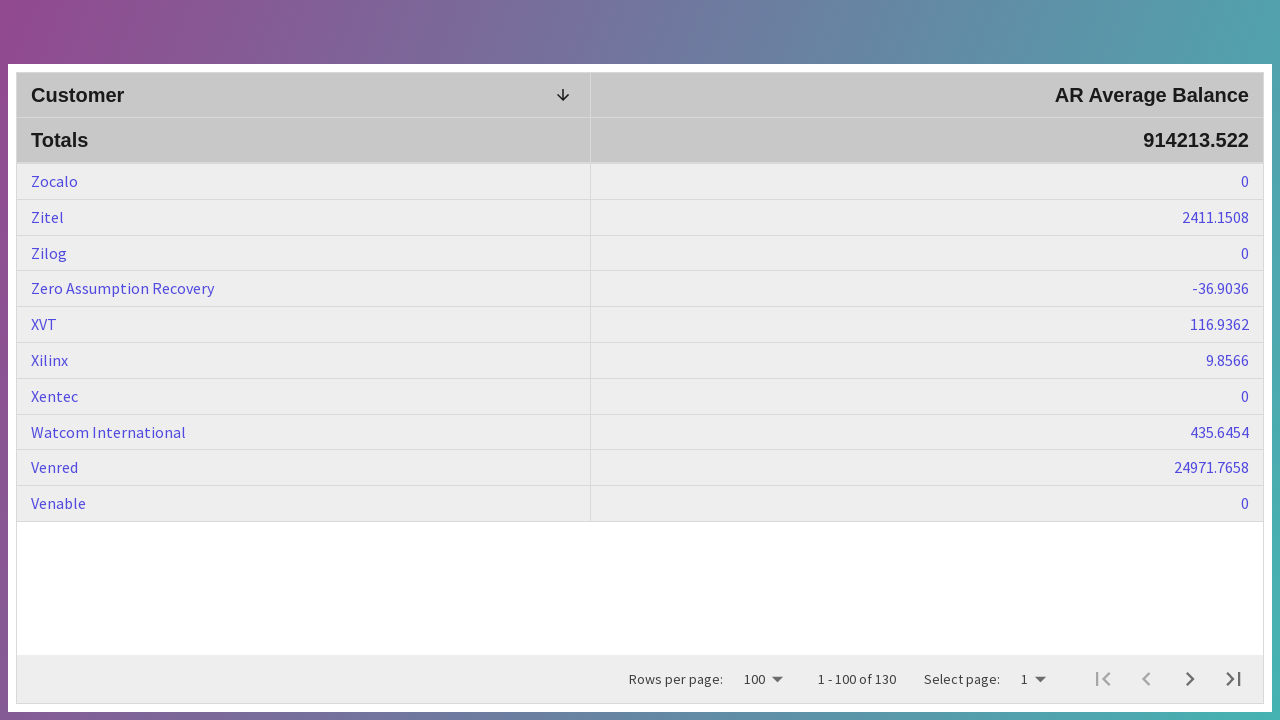 Customer AR Average Balance
Totals 914213.522
Zocalo 0
Zitel 2411.1508
Zilog 0
Zero Assumption Recovery -36.9036
XVT 116.9362
Xilinx 9.8566
Xentec 0
Watcom International 435.6454
Venred 24971.7658
Venable 0
Rows per page: 100 1 - 100 of 130 Select page: 1